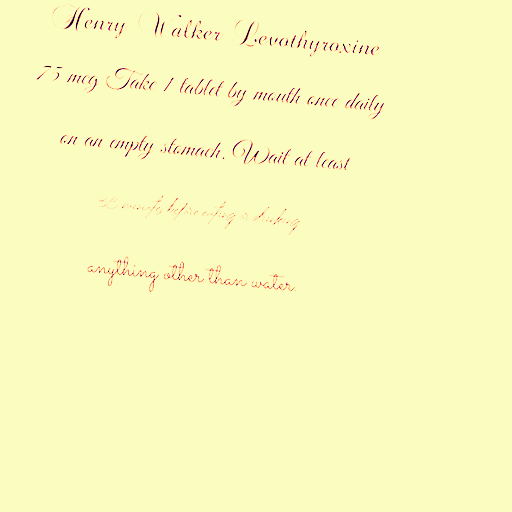 Henry Walker Levothyroxine
75 mcg Take 1 tablet by mouth once daily
on an empty stomach. Wait at least
minutes before eating or drinking
anything other than water.